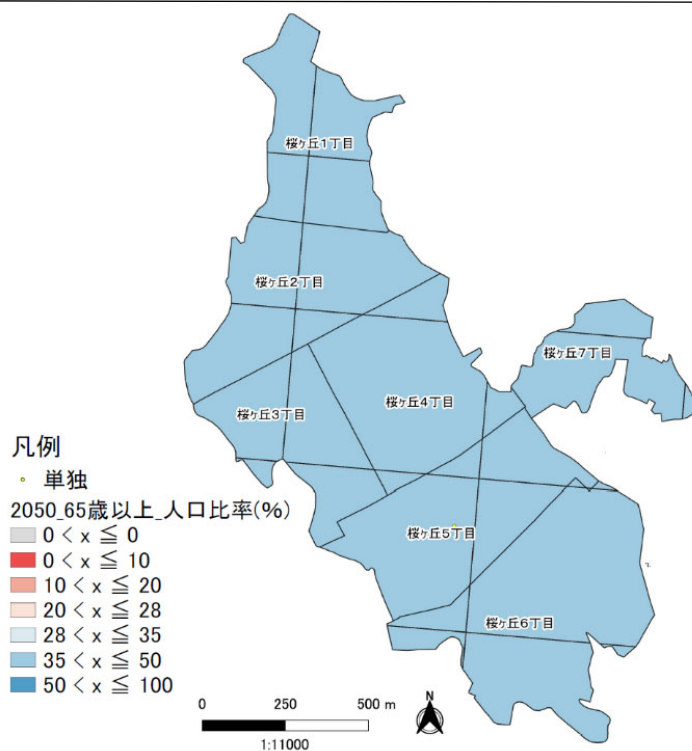 桜ヶ丘1丁目
桜ヶ丘2丁目
桜ヶ丘7丁目
桜ヶ丘4丁目
桜ヶ丘3丁目
桜ヶ丘5丁目
桜ヶ丘6丁目
凡例
単独
2050_65歳以上_人口比率(%)
0 < x ≦ 0
0 < x ≦ 10
10 < x ≦ 20
20 < x ≦ 28
28 < x ≦ 35
35 < x ≦ 50
50 < x ≦ 100
0 250 500 m
1:11000
N